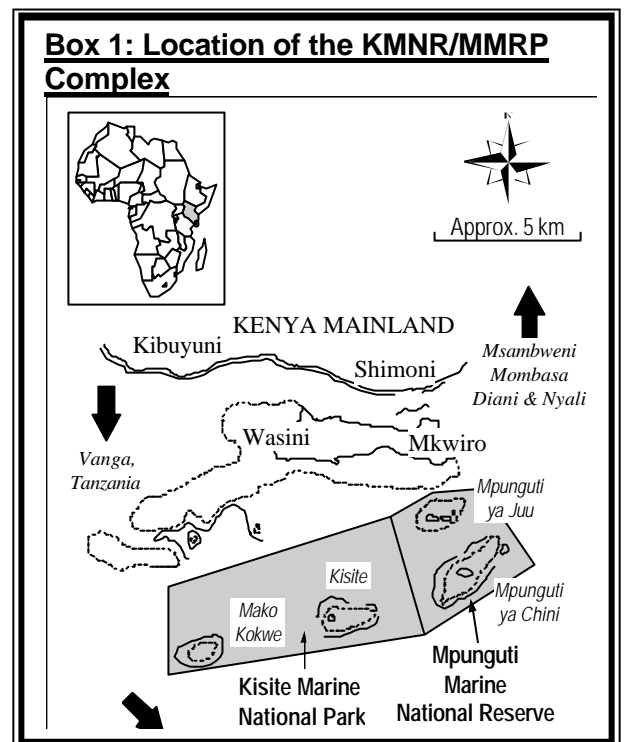 Box 1: Location of the KMNR/MMRP
Complex
N
Approx. 5 km
KENYA MAINLAND
Kibuyuni
Shimoni
Msambweni
Mombasa
Diani & Nyali
Wasini
Mkwiro
Vanga,
Tanzania
Mpunguti
ya Juu
Kisite
Mako
Kokwe
Mpunguti
ya Chini
Kisite Marine
National Park
Mpunguti
Marine
National Reserve